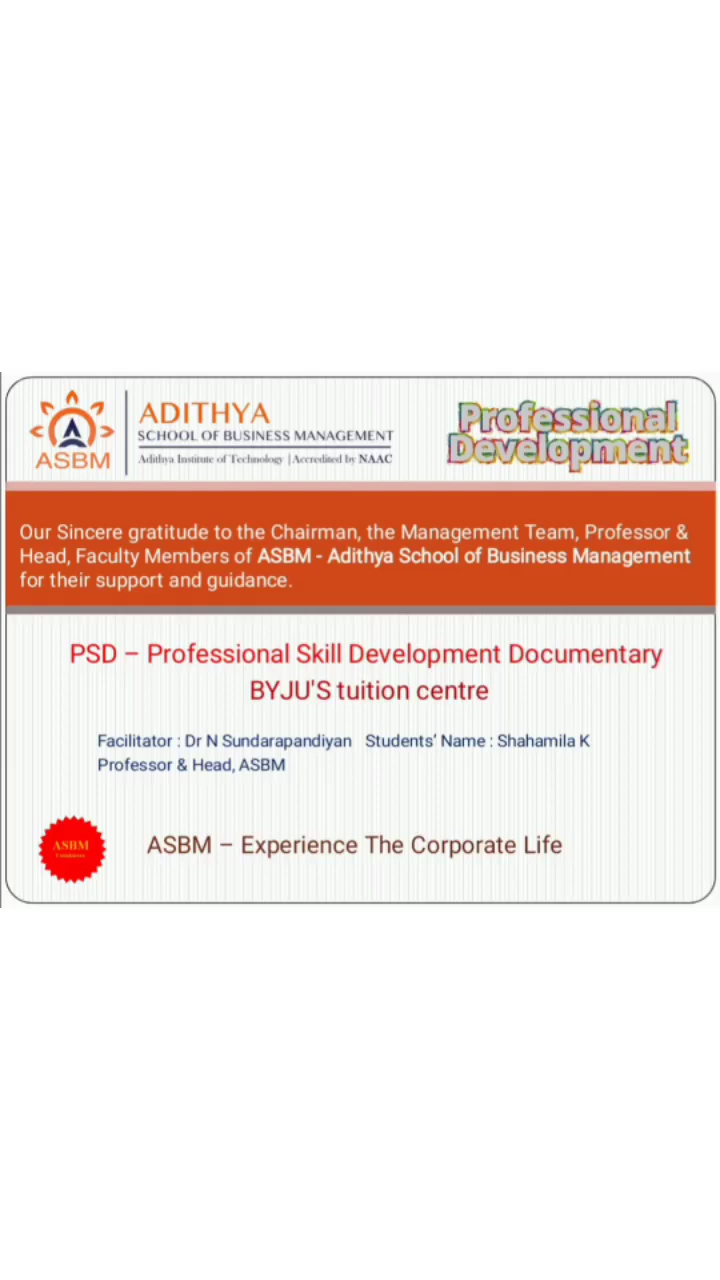 ADITHYA
SCHOOL OF BUSINESS MANAGEMENT
Adithya Institute of Technology | Accredited by NAAC
ASBM
Professional
Development
Our Sincere gratitude to the Chairman, the Management Team, Professor &
Head, Faculty Members of ASBM - Adithya School of Business Management
for their support and guidance.
PSD – Professional Skill Development Documentary
BYJU'S tuition centre
Facilitator : Dr N Sundarapandiyan Students’ Name : Shahamila K
Professor & Head, ASBM
ASBM
ASBM – Experience The Corporate Life